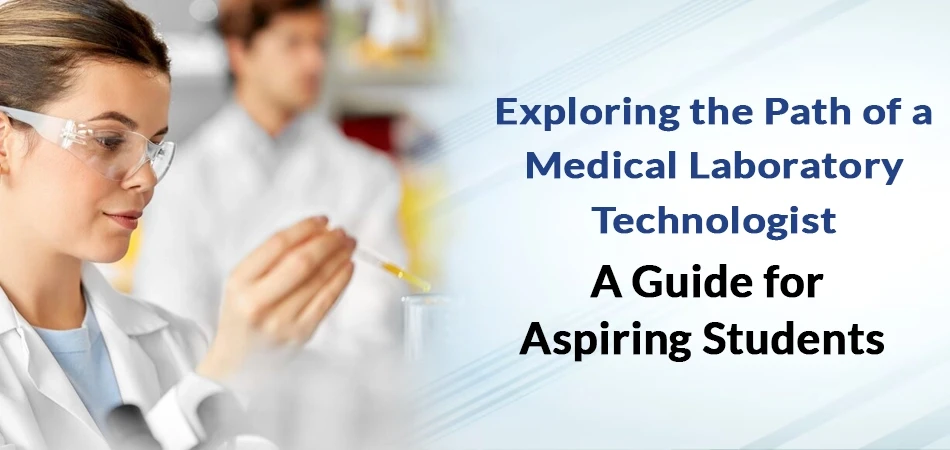 Exploring the Path of a
Medical Laboratory
Technologist
A Guide for
Aspiring Students